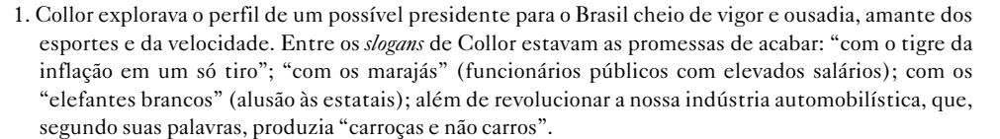 1. Collor explorava o perfil de um possível presidente para o Brasil cheio de vigor e ousadia, amante dos
esportes e da velocidade. Entre os slogans de Collor estavam as promessas de acabar: “com o tigre da
inflação em um só tiro”; “com os marajás” (funcionários públicos com elevados salários); com os
“elefantes brancos” (alusão às estatais); além de revolucionar a nossa indústria automobilística, que,
segundo suas palavras, produzia “carroças e não carros”.